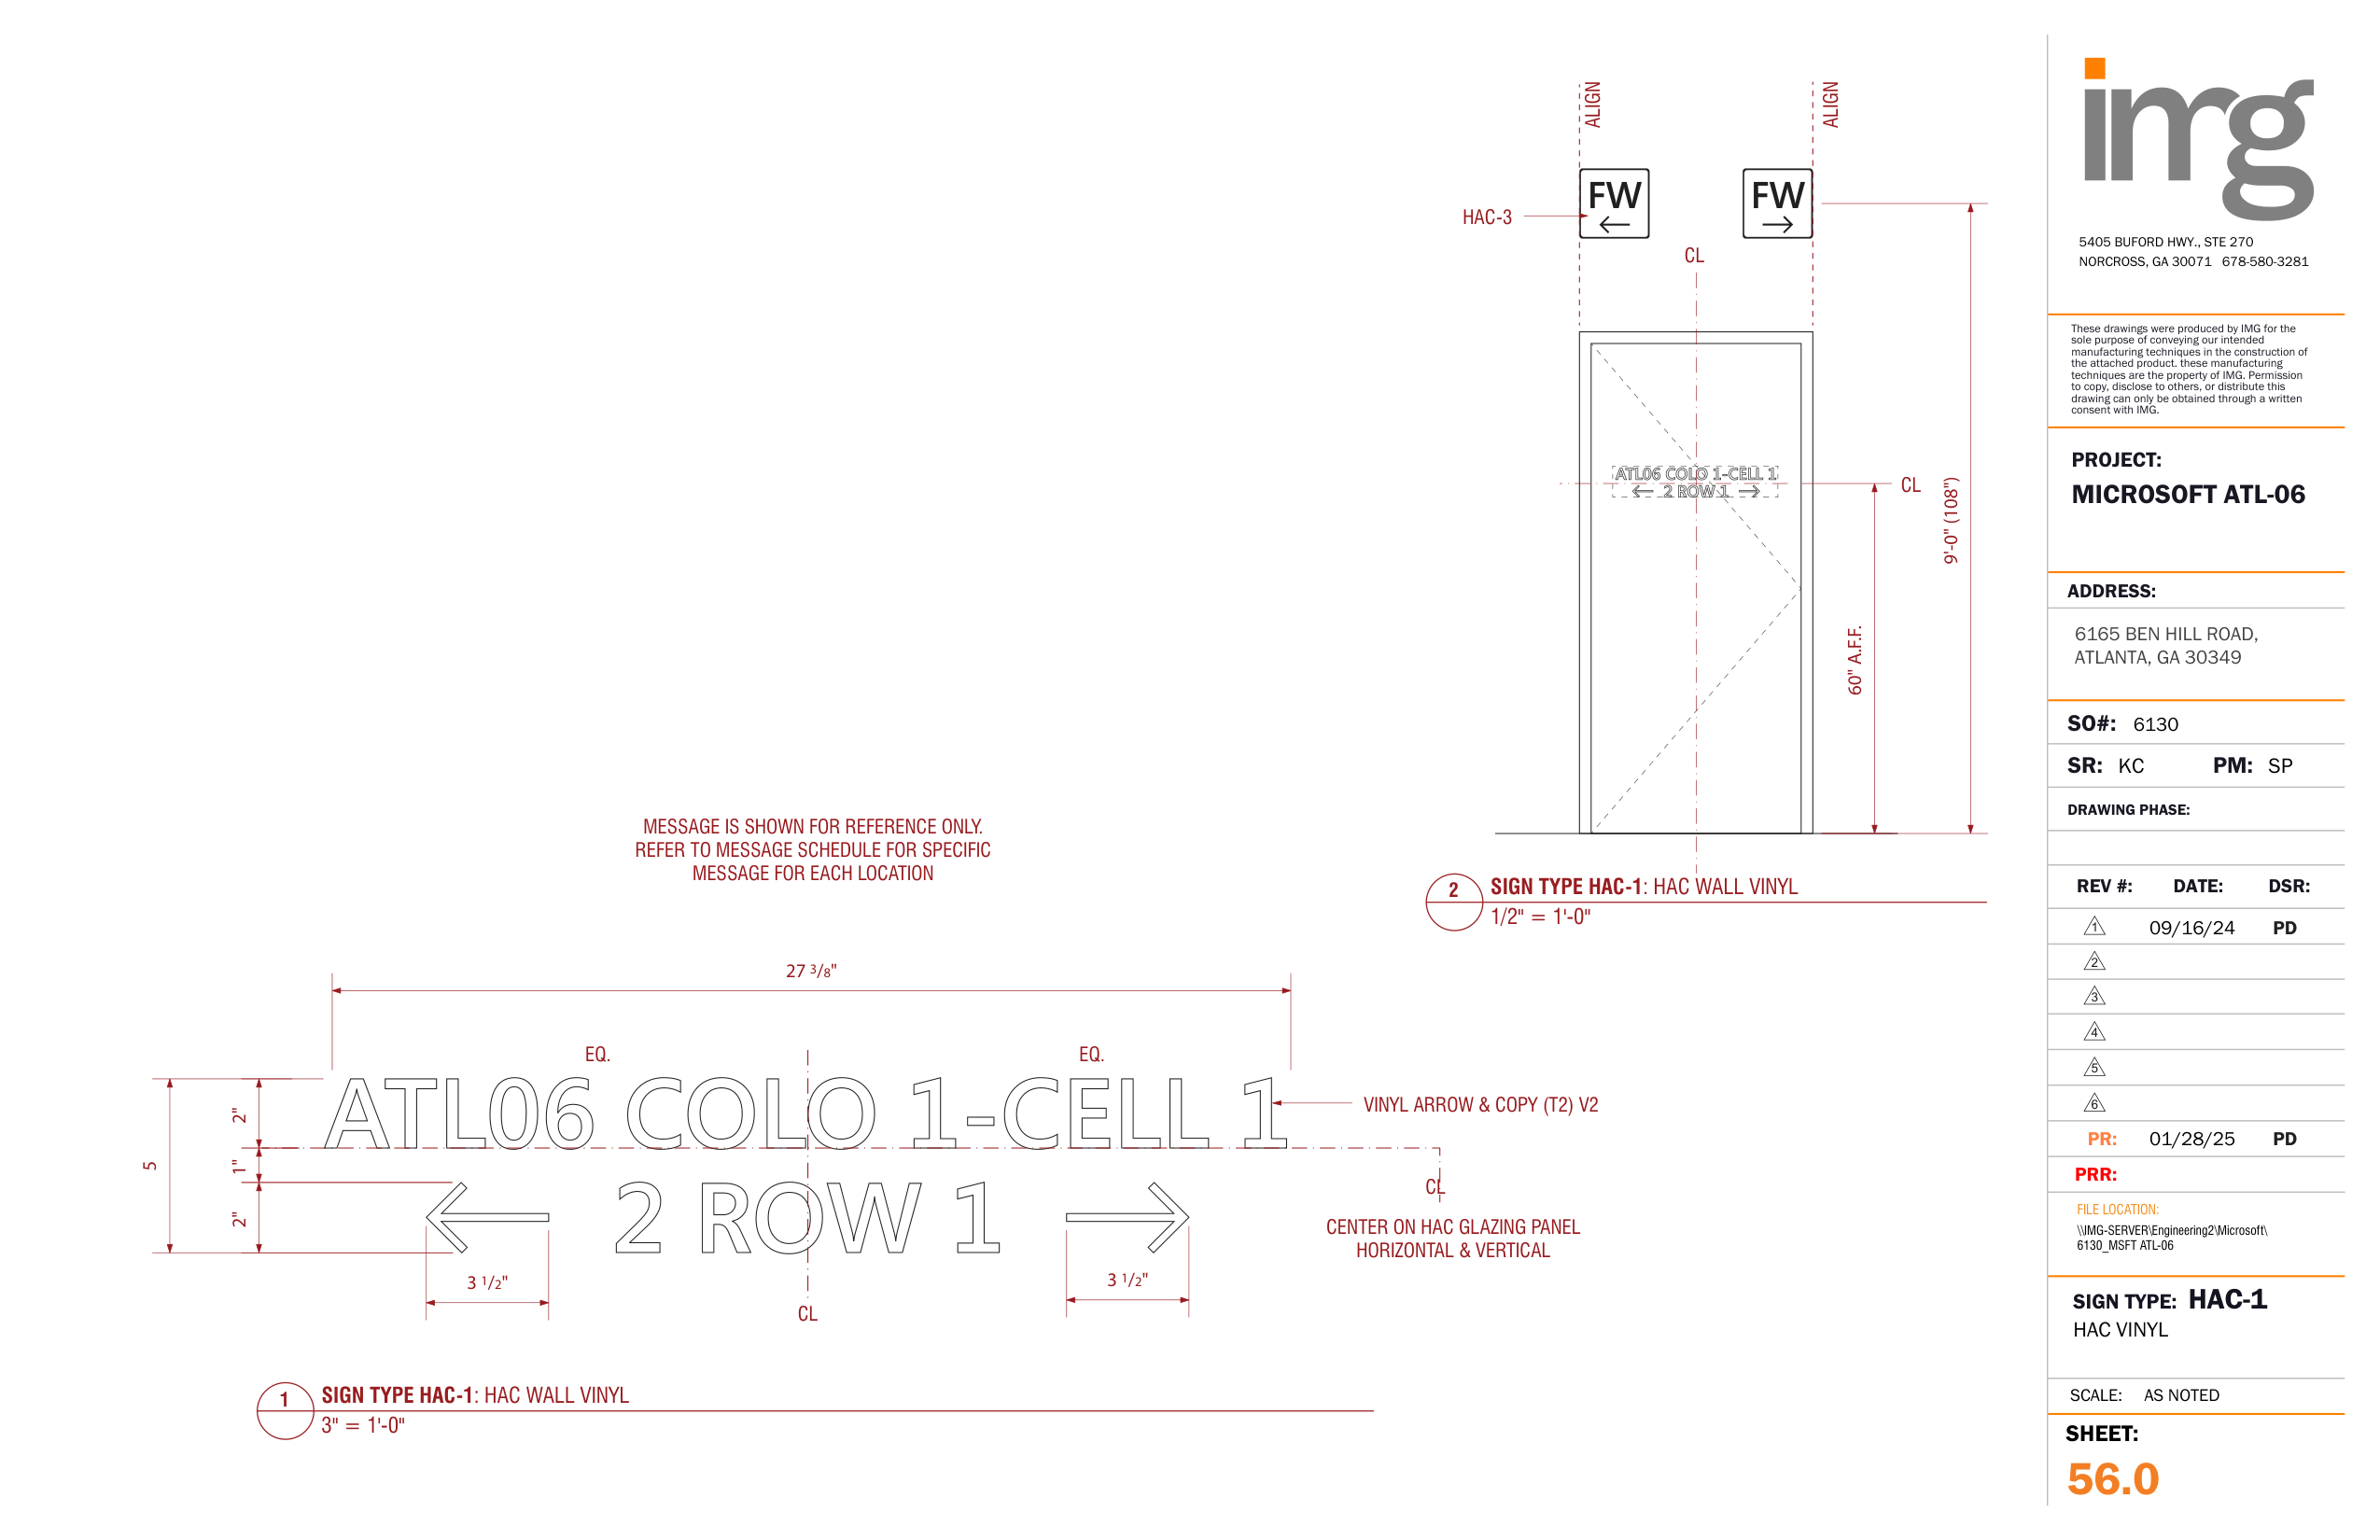 ALIGN
ALIGN
FW
FW
HAC-3
CL
ATL06 COLO 1-CELL 1
2 ROW 1
CL
9'-0" (108")
60" A.F.F.
2
SIGN TYPE HAC-1: HAC WALL VINYL
1/2" = 1'-0"
MESSAGE IS SHOWN FOR REFERENCE ONLY.
REFER TO MESSAGE SCHEDULE FOR SPECIFIC
MESSAGE FOR EACH LOCATION
27 3/8"
EQ.
EQ.
ATL06 COLO 1-CELL 1
VINYL ARROW & COPY (T2) V2
2"
5
1"
2"
2 ROW 1
CL
CENTER ON HAC GLAZING PANEL
HORIZONTAL & VERTICAL
3 1/2"
3 1/2"
CL
1
SIGN TYPE HAC-1: HAC WALL VINYL
3" = 1'-0"
img
5405 BUFORD HWY., STE 270
NORCROSS, GA 30071 678-580-3281
These drawings were produced by IMG for the
sole purpose of conveying our intended
manufacturing techniques in the construction of
the attached product. these manufacturing
techniques are the property of IMG. Permission
to copy, disclose to others, or distribute this
drawing can only be obtained through a written
consent with IMG.
PROJECT:
MICROSOFT ATL-06
ADDRESS:
6165 BEN HILL ROAD,
ATLANTA, GA 30349
SO#: 6130
SR: KC PM: SP
DRAWING PHASE:
REV #: DATE: DSR:
1 09/16/24 PD
2
3
4
5
6
PR: 01/28/25 PD
PRR:
FILE LOCATION:
\\IMG-SERVER\Engineering2\Microsoft\
6130_MSFT ATL-06
SIGN TYPE: HAC-1
HAC VINYL
SCALE: AS NOTED
SHEET:
56.0